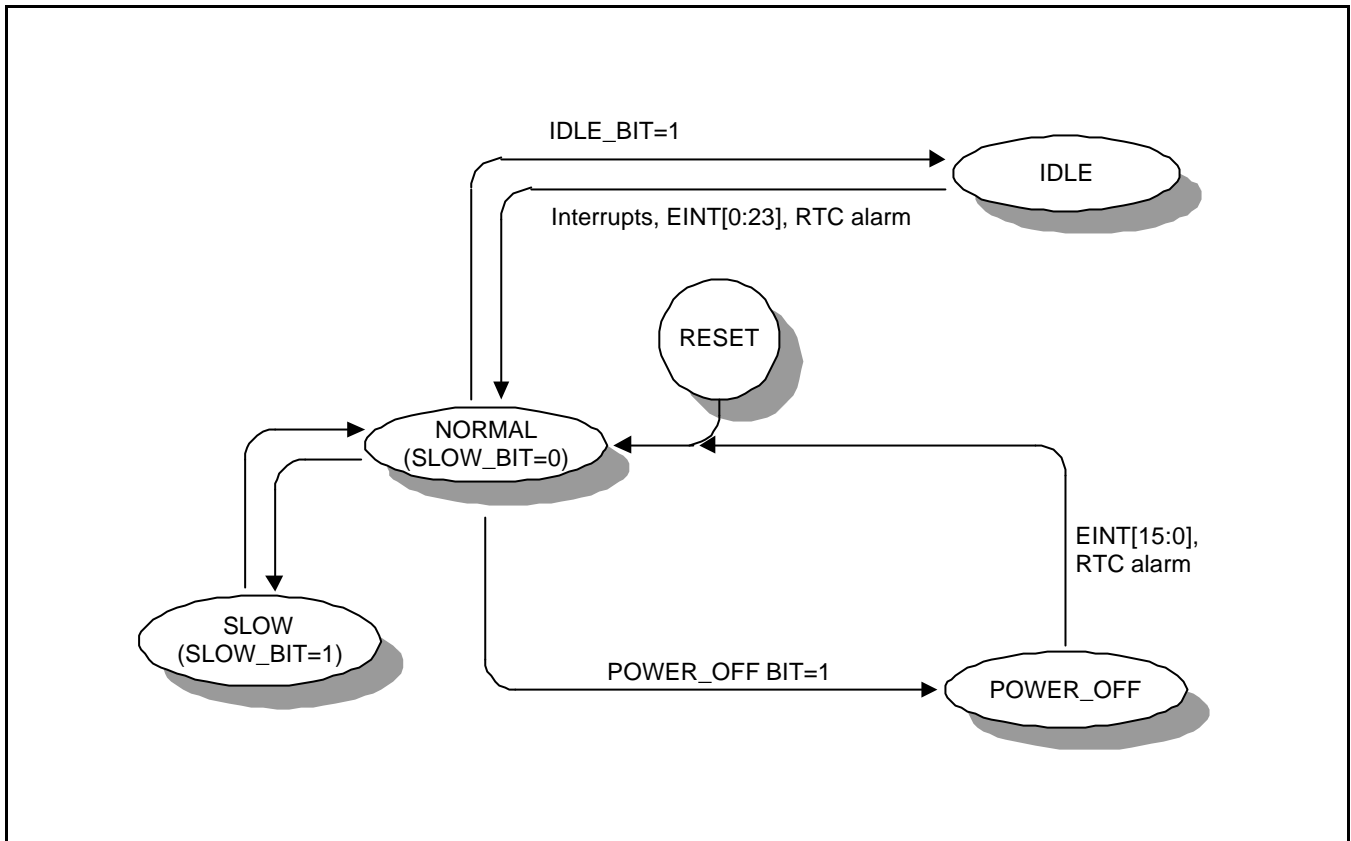 IDLE_BIT=1
IDLE
Interrupts, EINT[0:23], RTC alarm
RESET
NORMAL
(SLOW_BIT=0)
EINT[15:0],
RTC alarm
SLOW
(SLOW_BIT=1)
POWER_OFF BIT=1
POWER_OFF